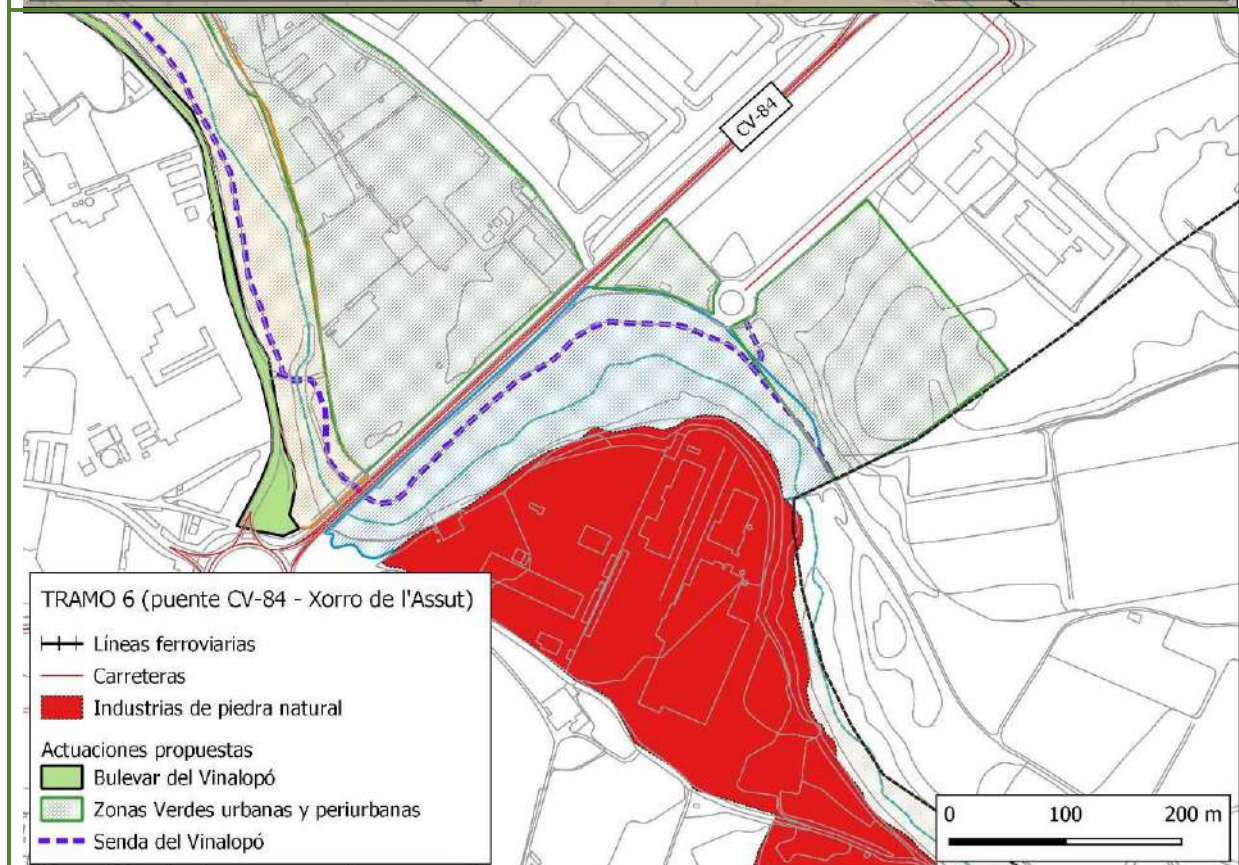 CV-84
TRAMO 6 (puente CV-84 - Xorro de l'Assut)
Líneas ferroviarias
Carreteras
Industrias de piedra natural
Actuaciones propuestas
Bulevar del Vinalopó
Zonas Verdes urbanas y periurbanas
Senda del Vinalopó
0 100 200 m